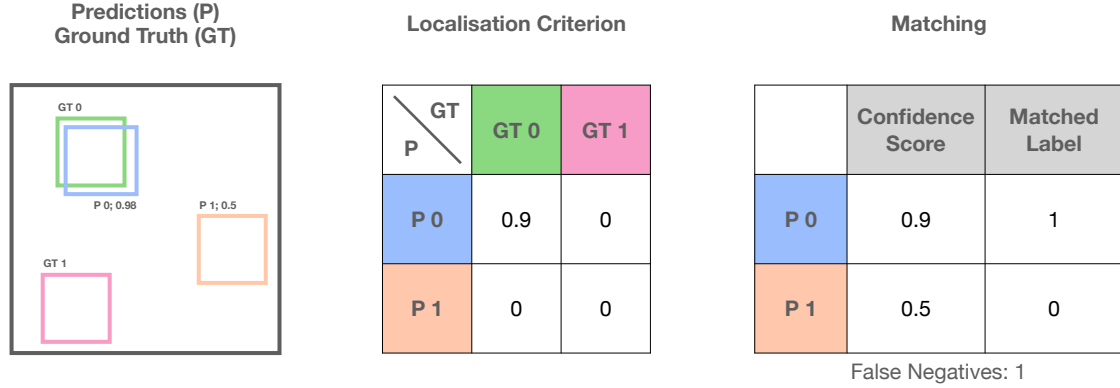 Predictions (P)
Ground Truth (GT)
GT 0
P 0; 0.98
P 1; 0.5
GT 1
Localisation Criterion
GT
P
GT 0
GT 1
P 0
0.9
0
P 1
0
0
Matching
Confidence
Score
Matched
Label
P 0
0.9
1
P 1
0.5
0
False Negatives: 1